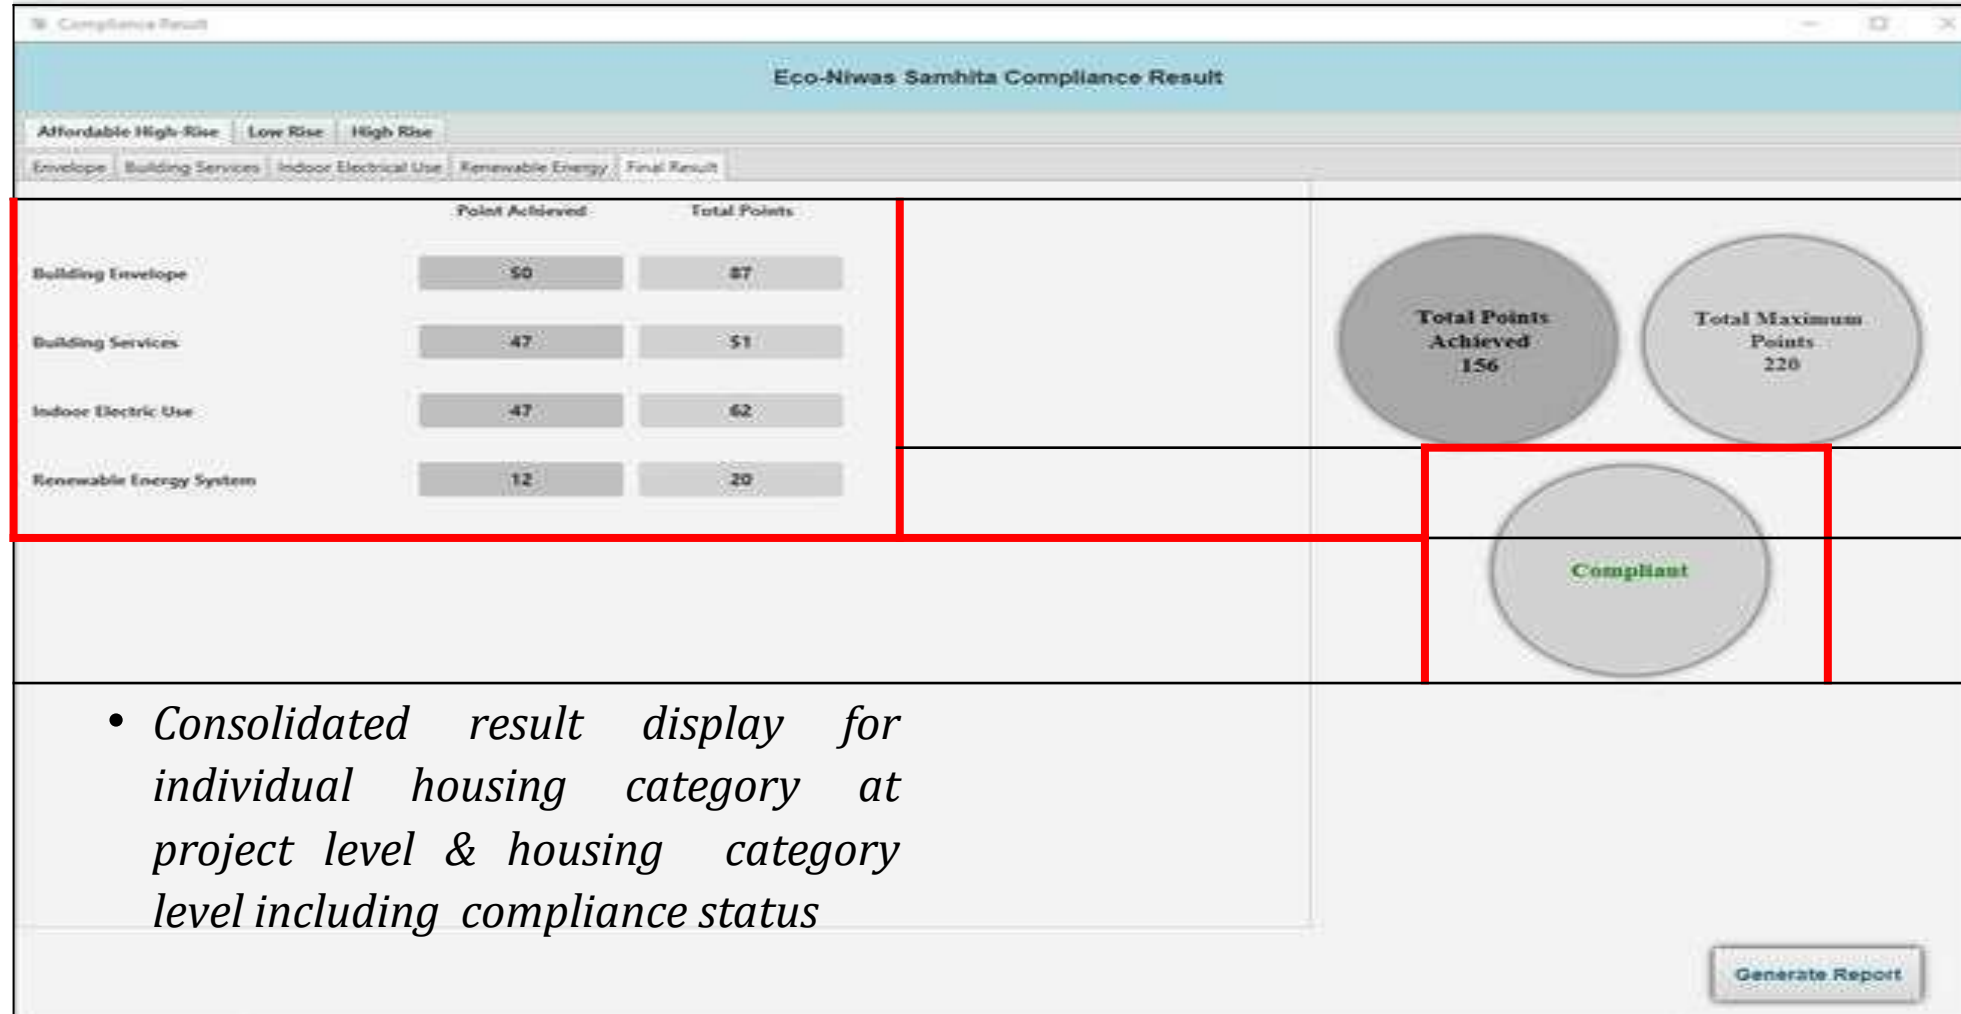 Compliance Result
Eco-Niwas Samhita Compliance Result
Affordable High-Rise Low Rise High Rise
Envelope Building Services Indoor Electrical Use Renewable Energy Final Result
Point Achieved Total Points
Building Envelope 50 87
Building Services 47 51
Indoor Electric Use 47 62
Renewable Energy System 12 20
Total Points
Achieved
156
Total Maximum
Points
220
Compliant
• Consolidated result display for
individual housing category at
project level & housing category
level including compliance status
Generate Report